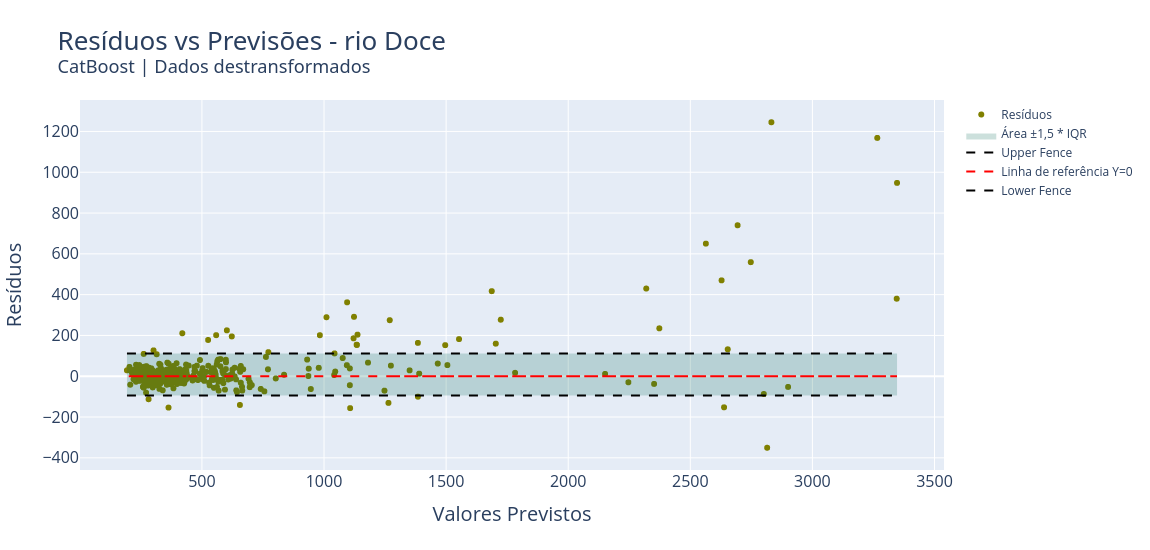 Resíduos vs Previsões - rio Doce
CatBoost | Dados destransformados
Resíduos
Área ±1,5 * IQR
Upper Fence
Linha de referência Y=0
Lower Fence
1200
1000
800
600
400
200
0
−200
−400
Resíduos
500
1000
1500
2000
2500
3000
3500
Valores Previstos